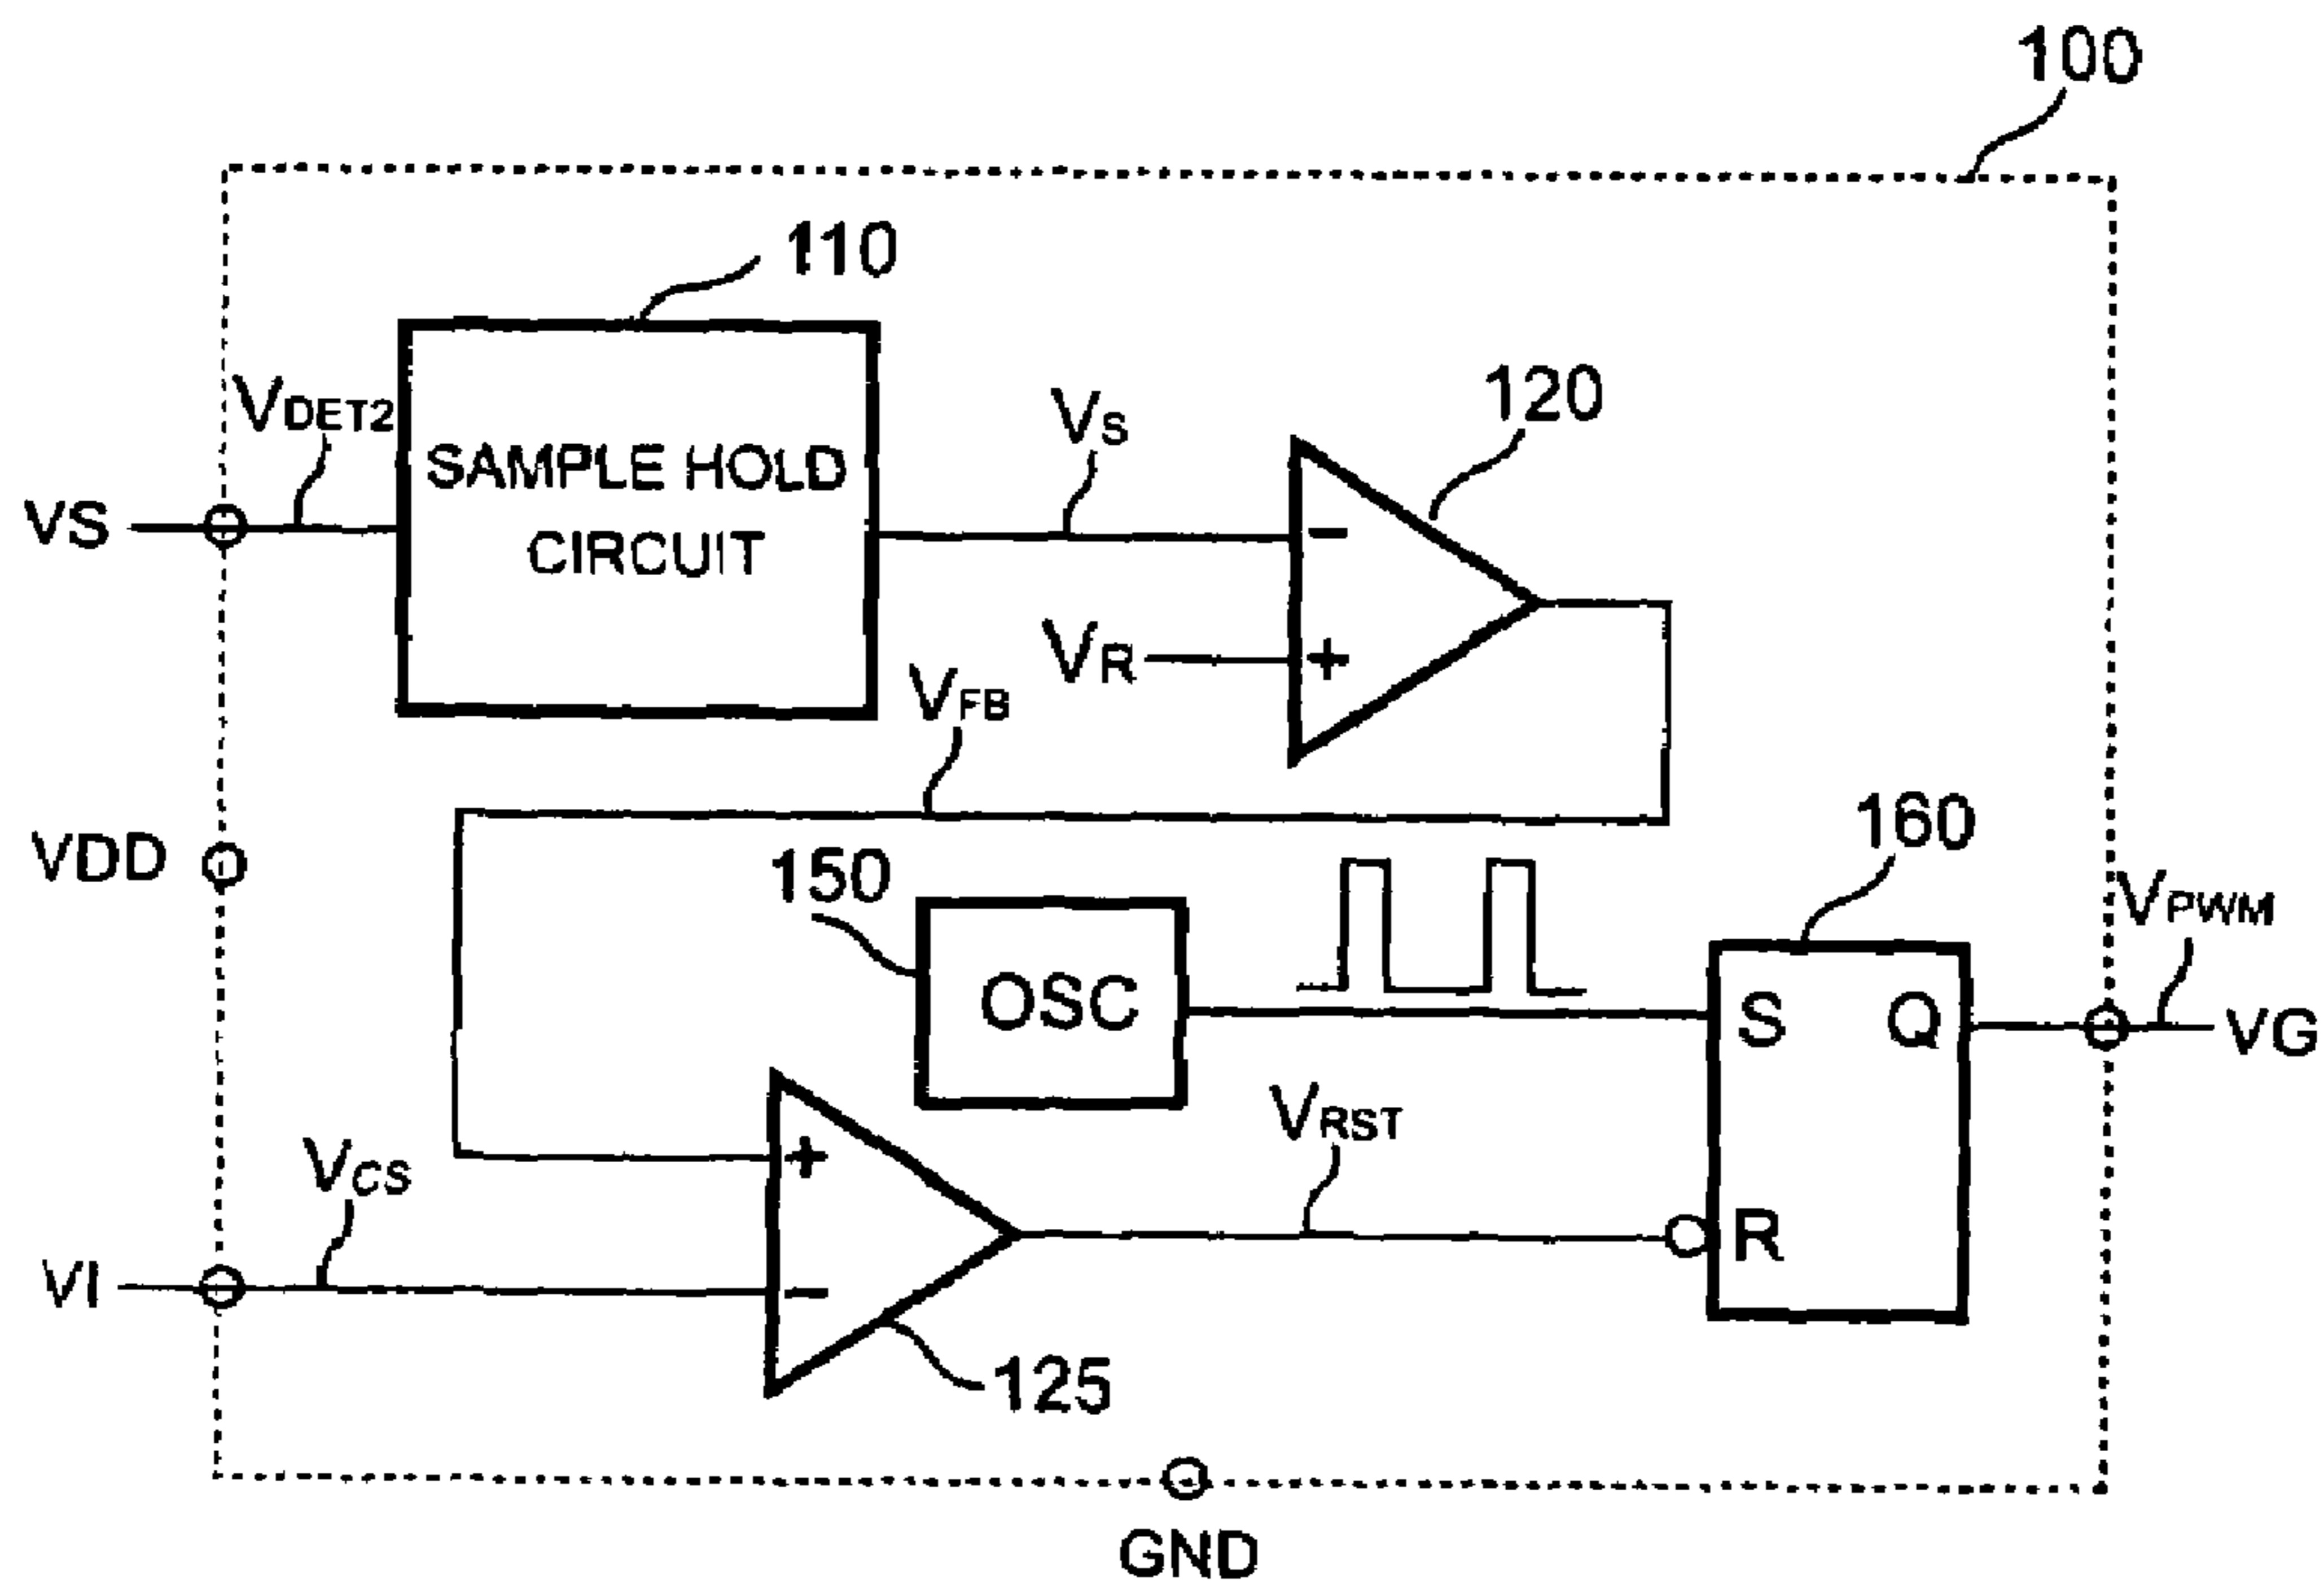 100
110
VDET2
SAMPLE HOLD
CIRCUIT
VS
VS
120
-
VR
+
VFB
VDD
150
OSC
160
VPWM
S
Q
VG
VCS
+
VRST
R
VI
-
125
GND